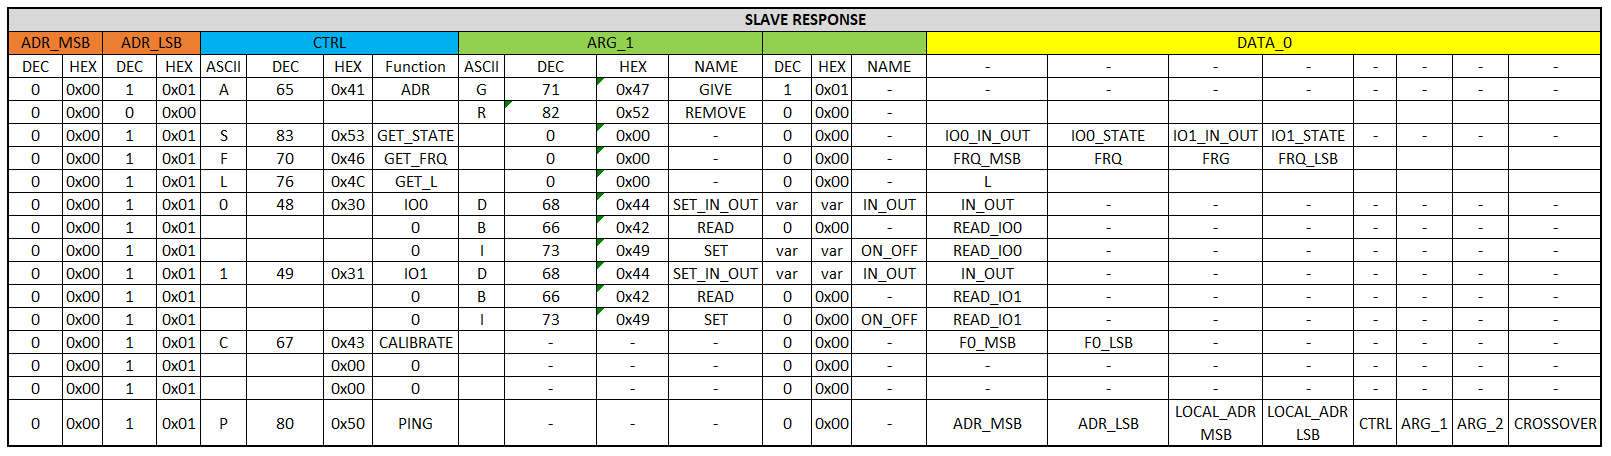 SLAVE RESPONSE
ADR_MSB ADR_LSB CTRL ARG_1 DATA_0
DEC HEX DEC HEX ASCII DEC HEX Function ASCII DEC HEX NAME DEC HEX NAME - - - - - - - -
0 0x00 1 0x01 A 65 0x41 ADR G 71 0x47 GIVE 1 0x01 - - - - - - - - -
0 0x00 0 0x00 R 82 0x52 REMOVE 0 0x00 -
0 0x00 1 0x01 S 83 0x53 GET_STATE 0 0x00 - 0 0x00 - IO0_IN_OUT IO0_STATE IO1_IN_OUT IO1_STATE - - - -
0 0x00 1 0x01 F 70 0x46 GET_FRQ 0 0x00 - 0 0x00 - FRQ_MSB FRQ FRG FRQ_LSB
0 0x00 1 0x01 L 76 0x4C GET_L 0 0x00 - 0 0x00 - L
0 0x00 1 0x01 0 48 0x30 IO0 D 68 0x44 SET_IN_OUT var var IN_OUT IN_OUT - - - - - - -
0 0x00 1 0x01 0 B 66 0x42 READ 0 0x00 - READ_IO0 - - - - - - -
0 0x00 1 0x01 0 I 73 0x49 SET var var ON_OFF READ_IO0 - - - - - - -
0 0x00 1 0x01 1 49 0x31 IO1 D 68 0x44 SET_IN_OUT var var IN_OUT IN_OUT - - - - - - -
0 0x00 1 0x01 0 B 66 0x42 READ 0 0x00 - READ_IO1 - - - - - - -
0 0x00 1 0x01 0 I 73 0x49 SET 0 0x00 ON_OFF READ_IO1 - - - - - - -
0 0x00 1 0x01 C 67 0x43 CALIBRATE - - - 0 0x00 - F0_MSB F0_LSB - - - - - -
0 0x00 1 0x01 0x00 0 - - - 0 0x00 - - - - - - - - -
0 0x00 1 0x01 0x00 0 - - - 0 0x00 - - - - - - - - -
0 0x00 1 0x01 P 80 0x50 PING - - - 0 0x00 - ADR_MSB ADR_LSB LOCAL_ADR MSB LOCAL_ADR LSB CTRL ARG_1 ARG_2 CROSSOVER